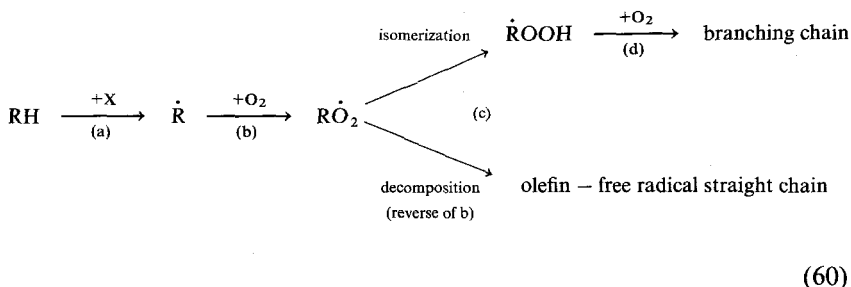 isomerization ṘOOH +O₂ (d) branching chain
RH +X (a) Ṙ +O₂ (b) RȮ₂ (c)
decomposition (reverse of b) olefin – free radical straight chain
(60)